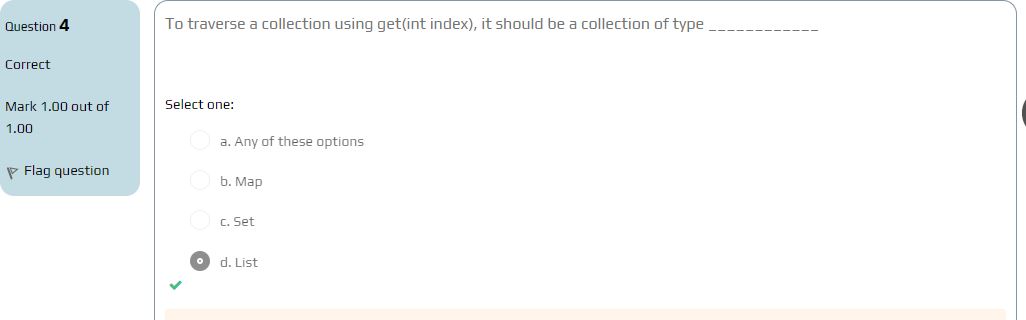 Question 4
Correct
Mark 1.00 out of
1.00
Flag question
To traverse a collection using get(int index), it should be a collection of type ____________
Select one:
a. Any of these options
b. Map
c. Set
d. List